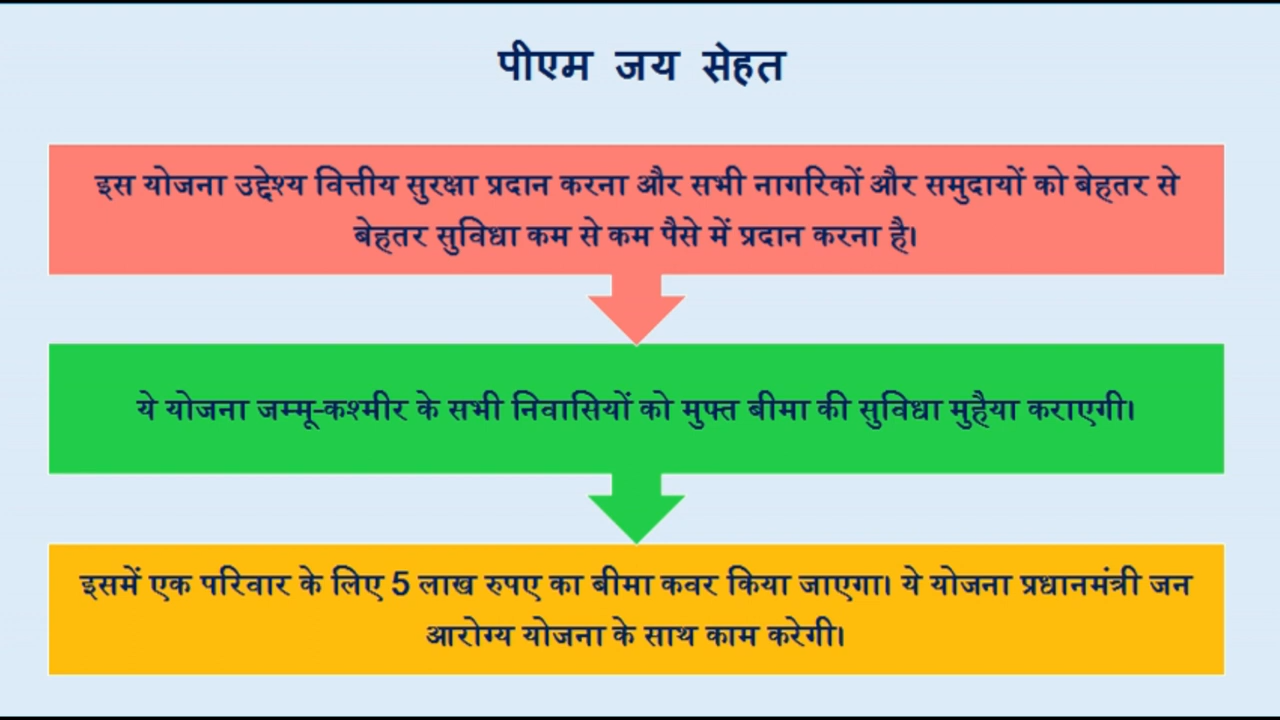 पीएम जय सेहत
इस योजना उद्देश्य वित्तीय सुरक्षा प्रदान करना और सभी नागरिकों और समुदायों को बेहतर से
बेहतर सुविधा कम से कम पैसे में प्रदान करना है।
ये योजना जम्मू-कश्मीर के सभी निवासियों को मुफ्त बीमा की सुविधा मुहैया कराएगी।
इसमें एक परिवार के लिए 5 लाख रुपए का बीमा कवर किया जाएगा। ये योजना प्रधानमंत्री जन
आरोग्य योजना के साथ काम करेगी।